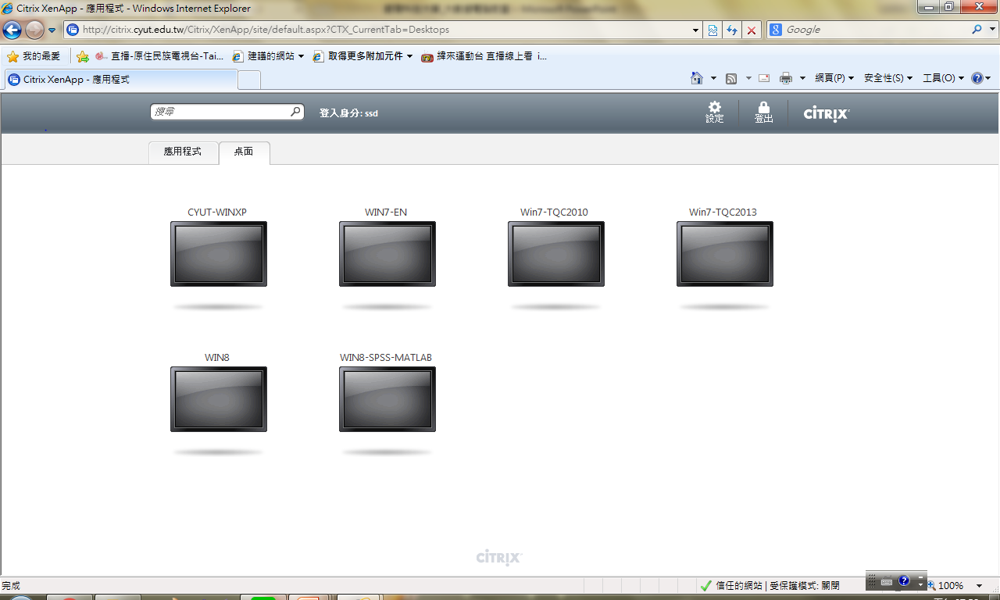 Citrix XenApp - 應用程式 - Windows Internet Explorer
http://citrix.cyut.edu.tw/Citrix/XenApp/site/default.aspx?CTX_CurrentTab=Desktops
Google
我的最愛 直播-原住民族電視台-Tai... 建議的網站 取得更多附加元件 緯來運動台 直播線上看 i...
Citrix XenApp - 應用程式
網頁(P) 安全性(S) 工具(O)
搜尋 登入身分: ssd 設定 登出 CITRIX
應用程式 桌面
CYUT-WINXP WIN7-EN Win7-TQC2010 Win7-TQC2013
WIN8 WIN8-SPSS-MATLAB
CITRIX
完成 信任的網站 | 受保護模式: 關閉 100%